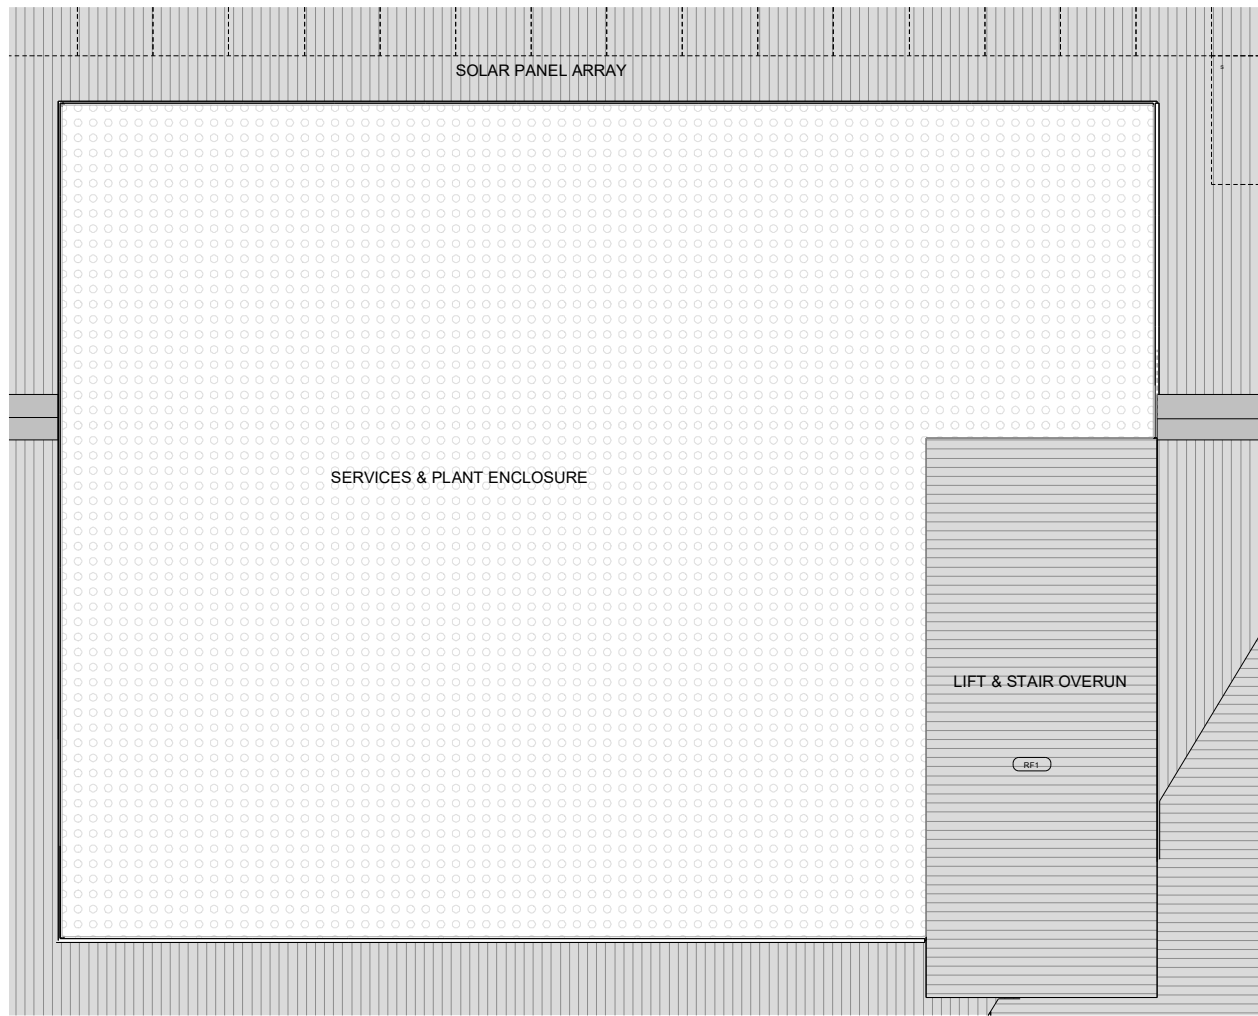 SOLAR PANEL ARRAY
S
SERVICES & PLANT ENCLOSURE
LIFT & STAIR OVERUN
RF1